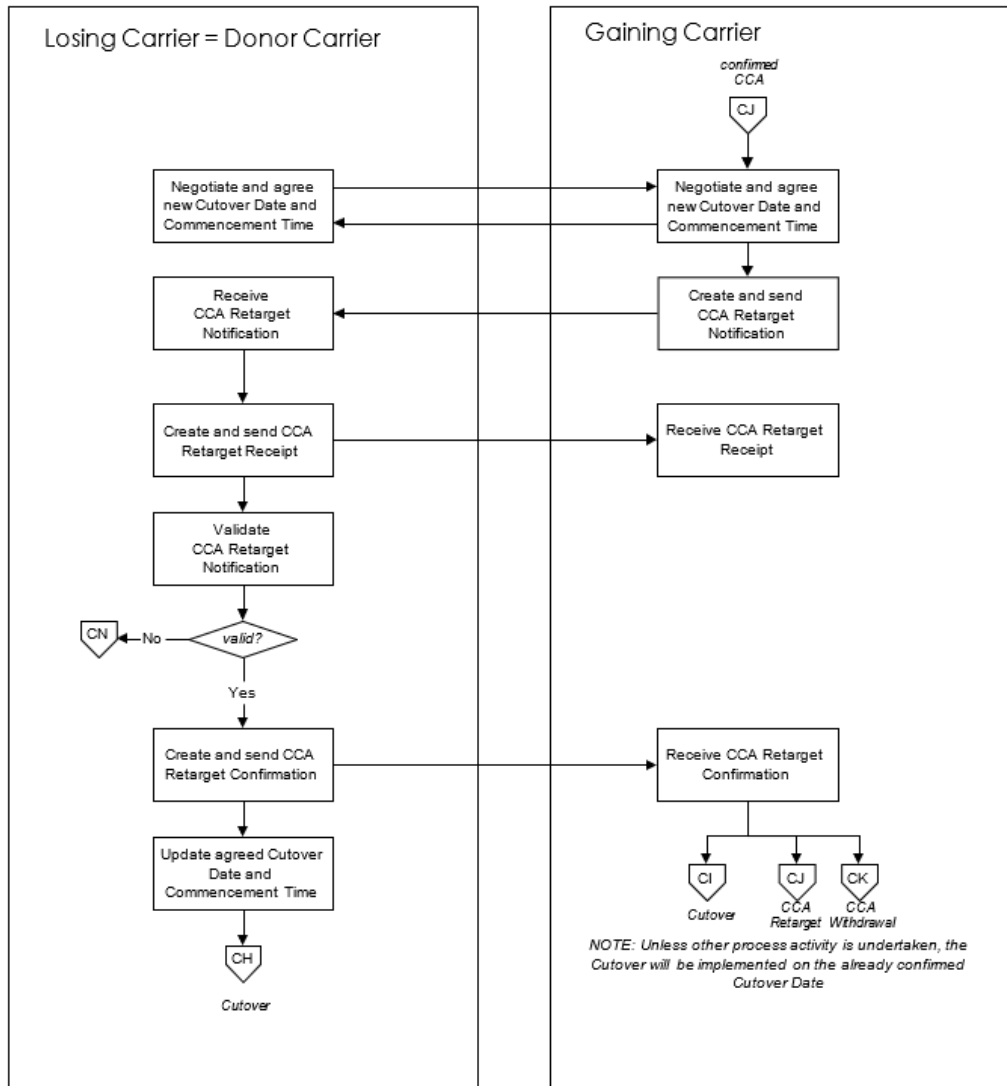 Losing Carrier = Donor Carrier
Negotiate and agree
new Cutover Date and
Commencement Time
Receive
CCA Retarget
Notification
Create and send CCA
Retarget Receipt
Validate
CCA Retarget
Notification
CN
No
valid?
Yes
Create and send CCA
Retarget Confirmation
Update agreed Cutover
Date and
Commencement Time
CH
Cutover
Gaining Carrier
confirmed
CCA
CJ
Negotiate and agree
new Cutover Date and
Commencement Time
Create and send
CCA Retarget
Notification
Receive CCA Retarget
Receipt
Receive CCA Retarget
Confirmation
CI
Cutover
CJ
CCA
Retarget
CK
CCA
Withdrawal
NOTE: Unless other process activity is undertaken, the
Cutover will be implemented on the already confirmed
Cutover Date